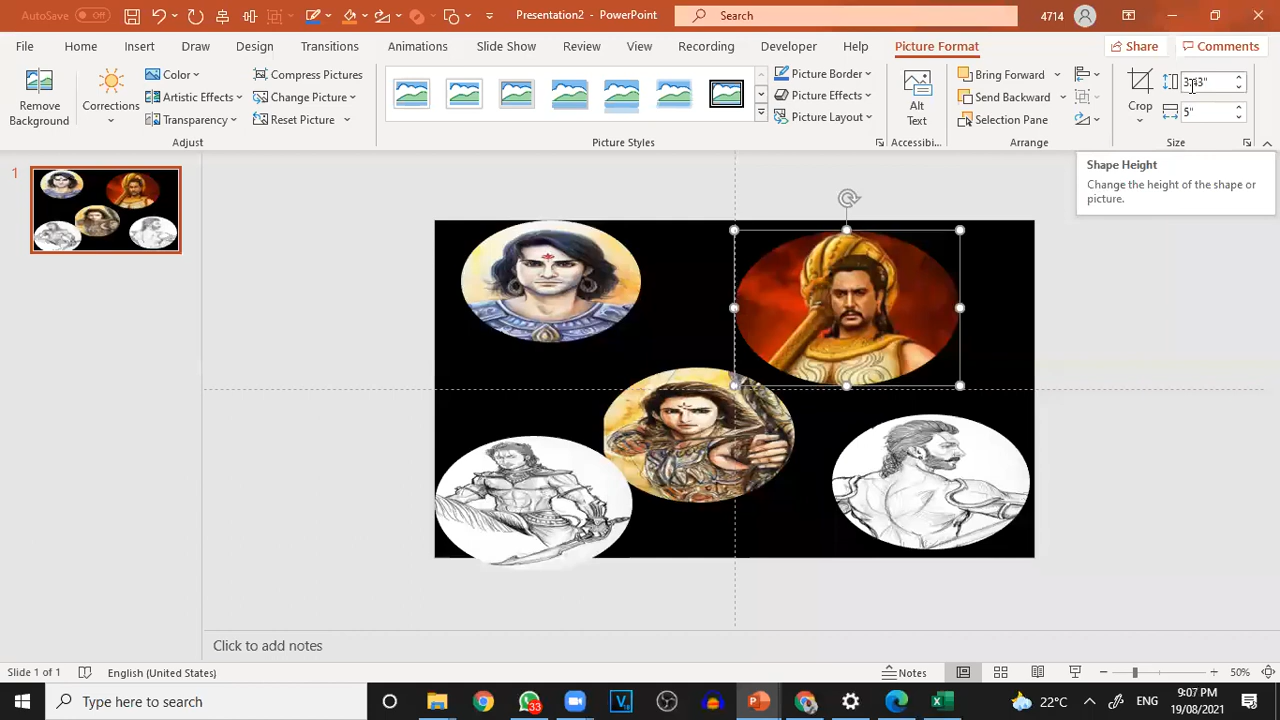 AutoSave Off Presentation2 - PowerPoint Search 4714
File Home Insert Draw Design Transitions Animations Slide Show Review View Recording Developer Help Picture Format Share Comments
Remove Background
Corrections
Color
Artistic Effects
Transparency
Compress Pictures
Change Picture
Reset Picture
Picture Border
Picture Effects
Picture Layout
Alt Text
Bring Forward
Send Backward
Selection Pane
Crop
5"
Adjust Picture Styles Accessibi... Arrange Size
Shape Height
Change the height of the shape or
picture.
1
Click to add notes
Slide 1 of 1 English (United States) Notes 50%
Type here to search
33
22°C ENG
9:07 PM
19/08/2021